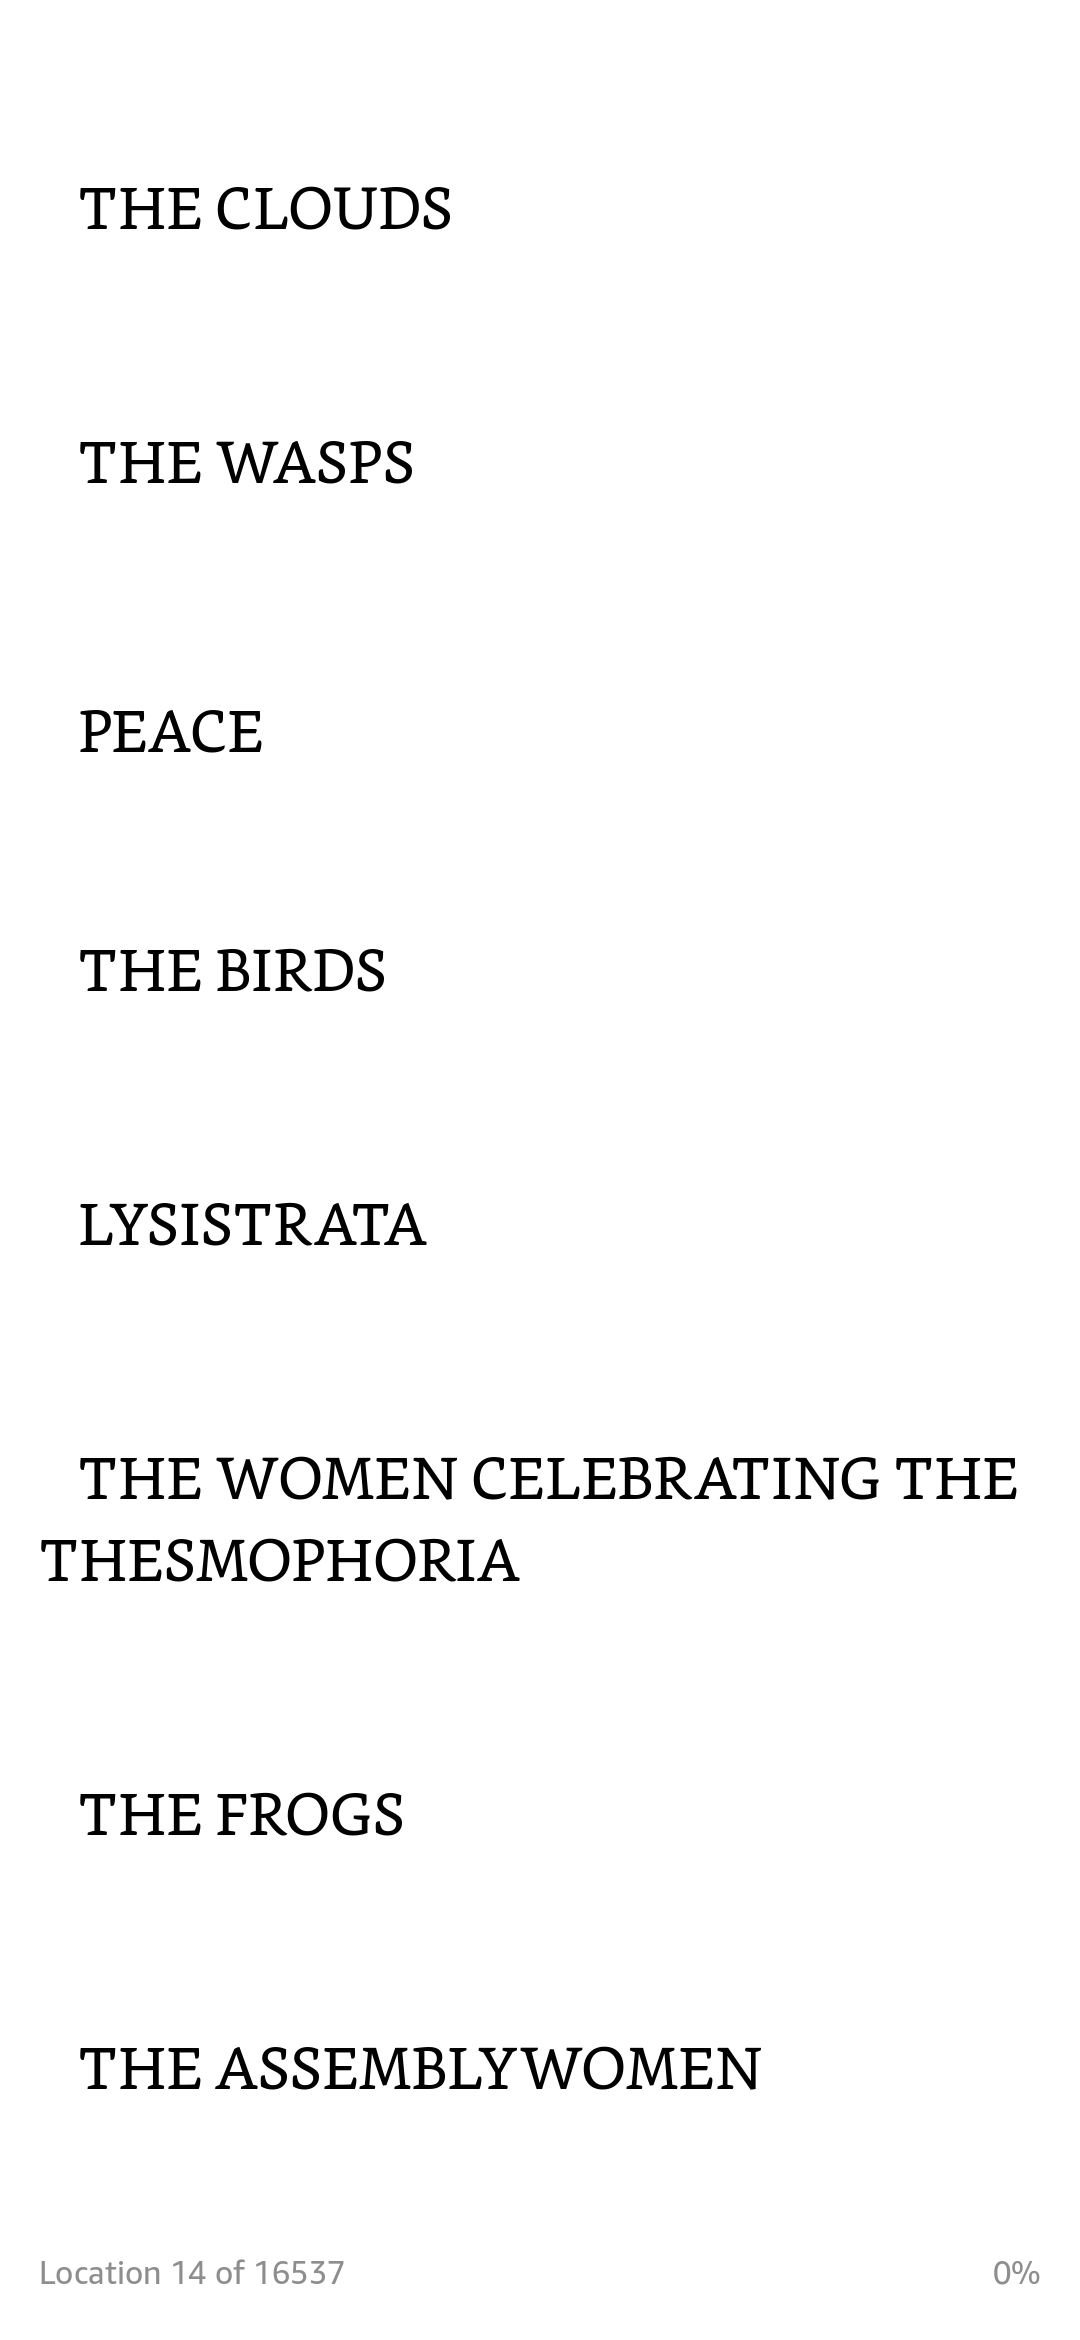 THE CLOUDS
THE WASPS
PEACE
THE BIRDS
LYSISTRATA
THE WOMEN CELEBRATING THE
THESMOPHORIA
THE FROGS
THE ASSEMBLYWOMEN
Location 14 of 16537
0%